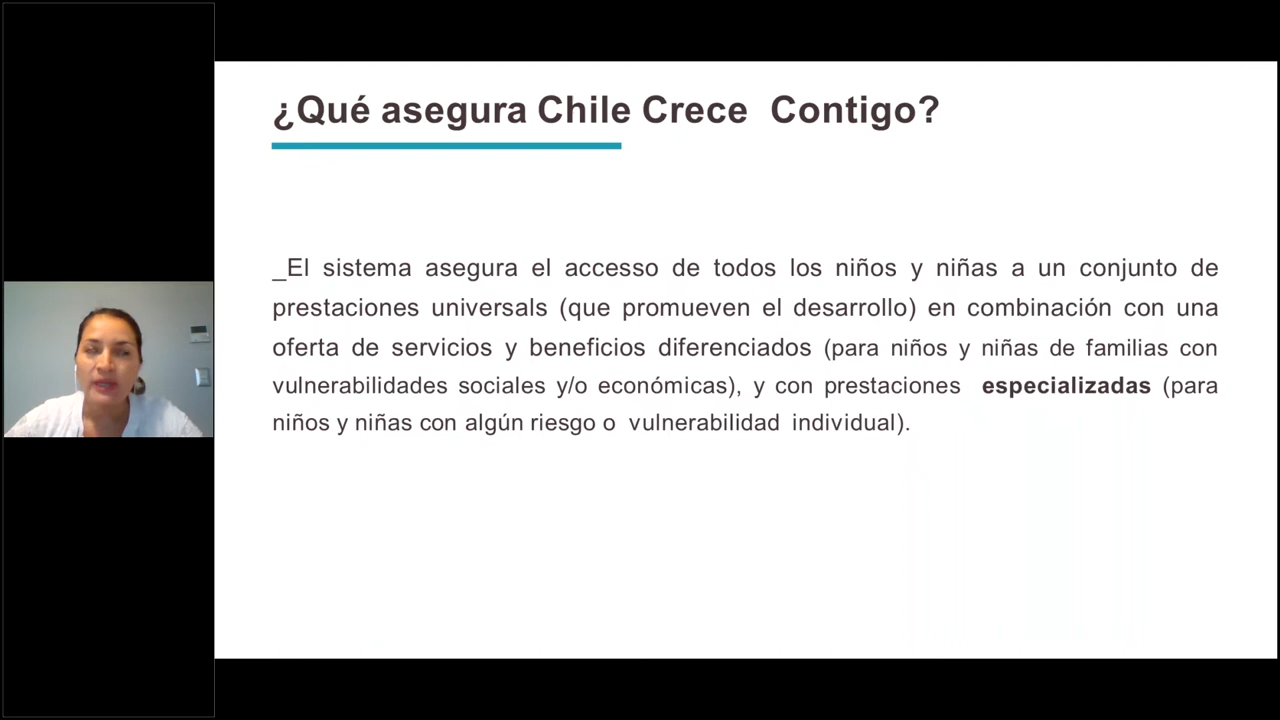 ¿Qué asegura Chile Crece Contigo?
_El sistema asegura el accesso de todos los niños y niñas a un conjunto de
prestaciones universals (que promueven el desarrollo) en combinación con una
oferta de servicios y beneficios diferenciados (para niños y niñas de familias con
vulnerabilidades sociales y/o económicas), y con prestaciones especializadas (para
niños y niñas con algún riesgo o vulnerabilidad individual).